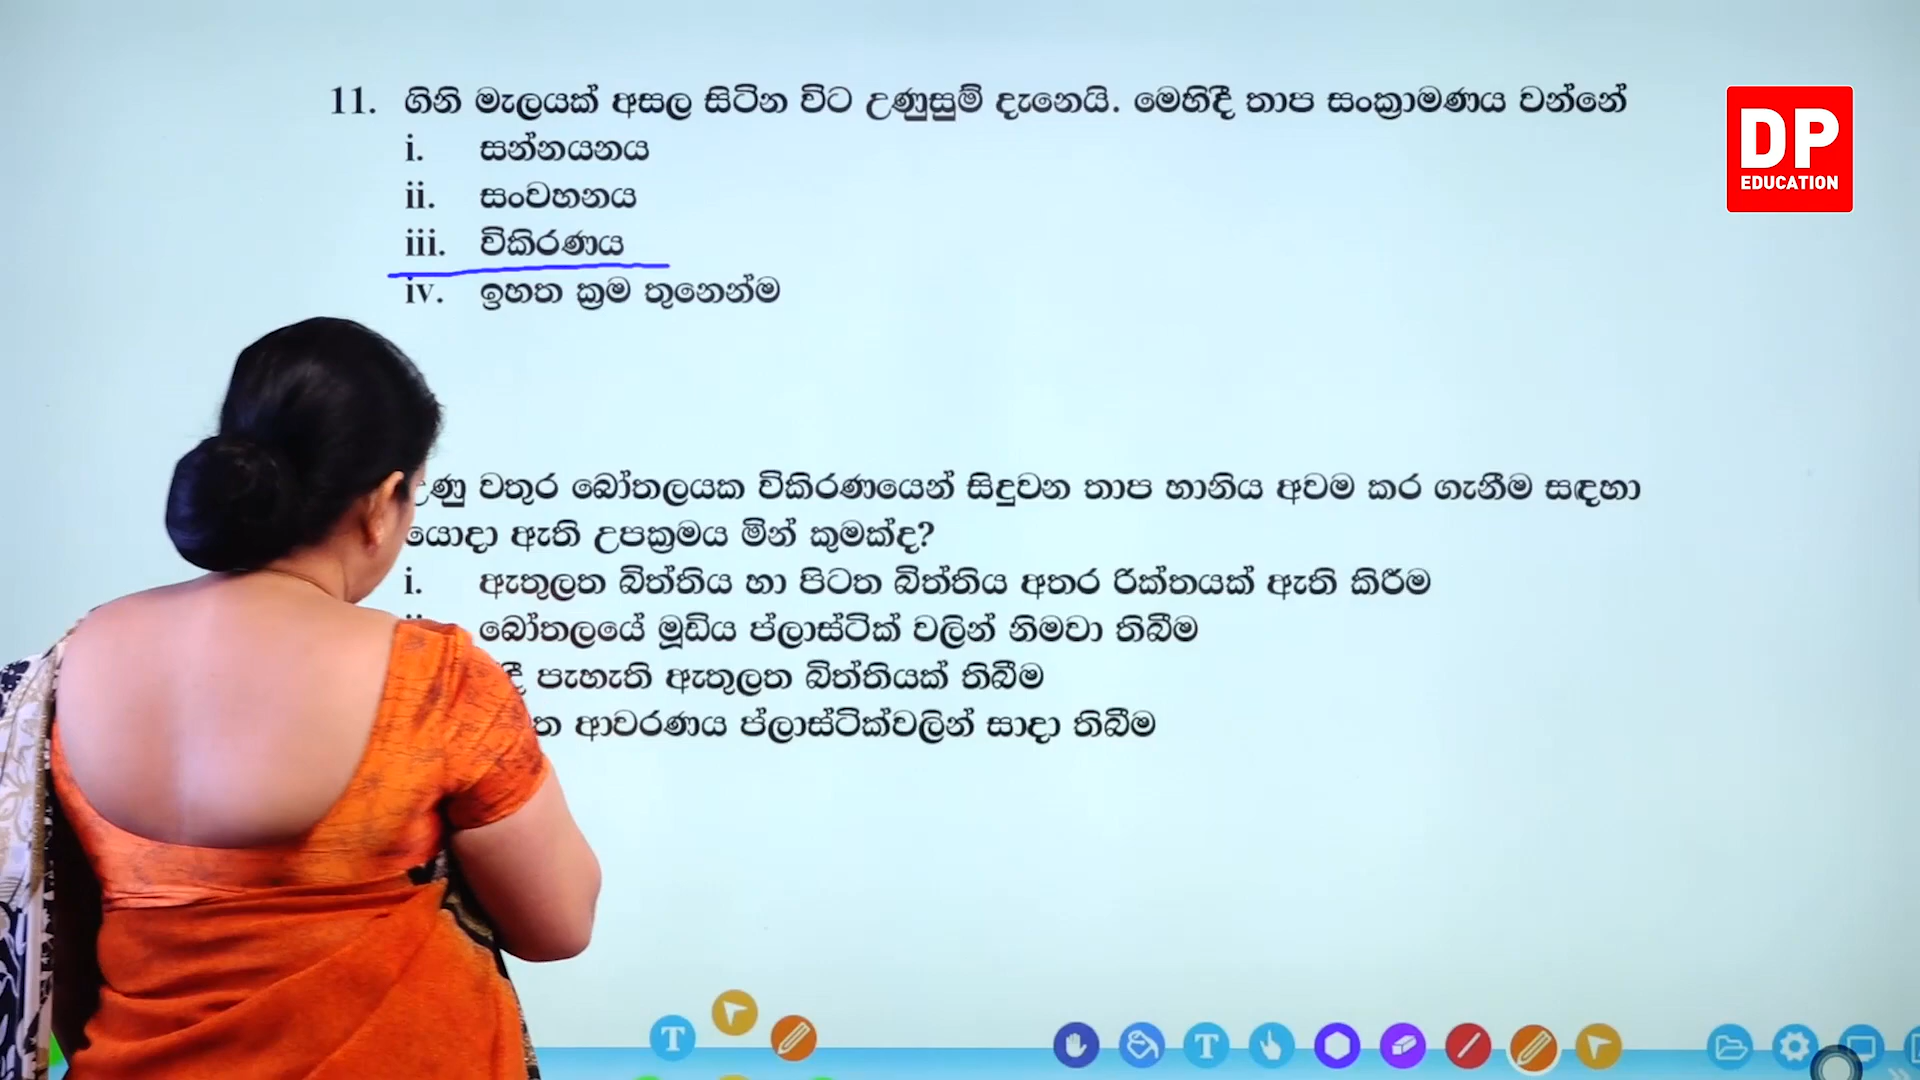 11. ගිනි මැලයක් අසල සිටින විට උණුසුම් දැනෙයි. මෙහිදී තාප සංක්‍රාමණය වන්නේ
i. සන්නයනය
ii. සංවහනය
iii. විකිරණය
iv. ඉහත ක්‍රම තුනෙන්ම
DP
EDUCATION
වතුර බෝතලයක විකිරණයෙන් සිදුවන තාප හානිය අවම කර ගැනීම සඳහා
යොදා ඇති උපක්‍රමය මින් කුමක්ද?
i. ඇතුලත බිත්තිය හා පිටත බිත්තිය අතර රික්තයක් ඇති කිරීම
බෝතලයේ මූඩිය ප්ලාස්ටික් වලින් නිමවා තිබීම
පැහැති ඇතුලත බිත්තියක් තිබීම
ආවරණය ප්ලාස්ටික්වලින් සාදා තිබීම